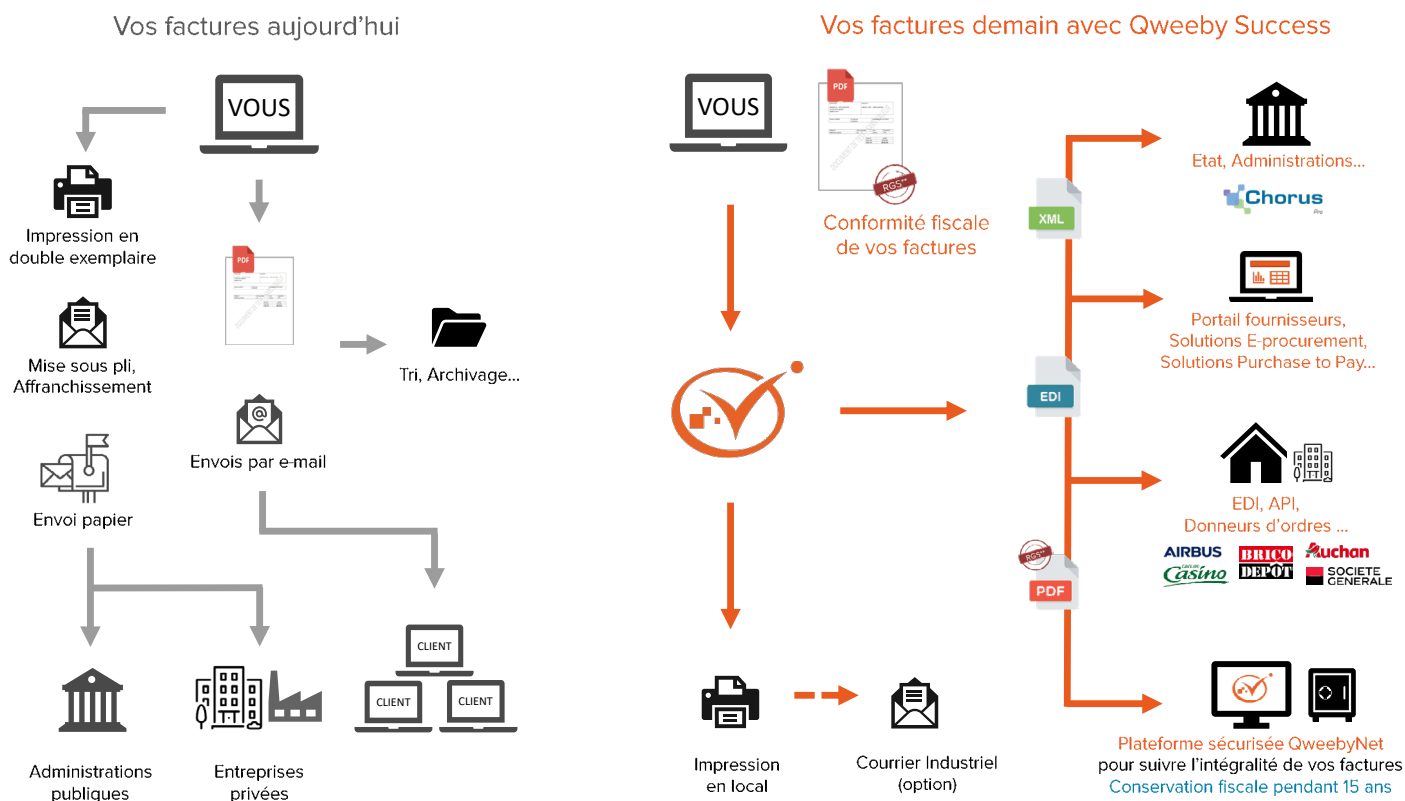 Vos factures aujourd'hui
VOUS
Impression en
double exemplaire
Mise sous pli,
Affranchissement
Envoi papier
PDF
Tri, Archivage...
@
Envois par e-mail
CLIENT
CLIENT
CLIENT
Administrations
publiques
Entreprises
privées
Vos factures demain avec Qweeby Success
VOUS
PDF
RGS**
Conformité fiscale
de vos factures
XML
EDI
RGS**
PDF
Etat, Administrations...
Chorus
Pro
Portail fournisseurs,
Solutions E-procurement,
Solutions Purchase to Pay...
EDI, API,
Donneurs d'ordres ...
AIRBUS
BRICO
DEPÔT
Auchan
Casino
SOCIETE
GENERALE
Impression
en local
Courrier Industriel
(option)
Plateforme sécurisée QweebyNet
pour suivre l'intégralité de vos factures
Conservation fiscale pendant 15 ans